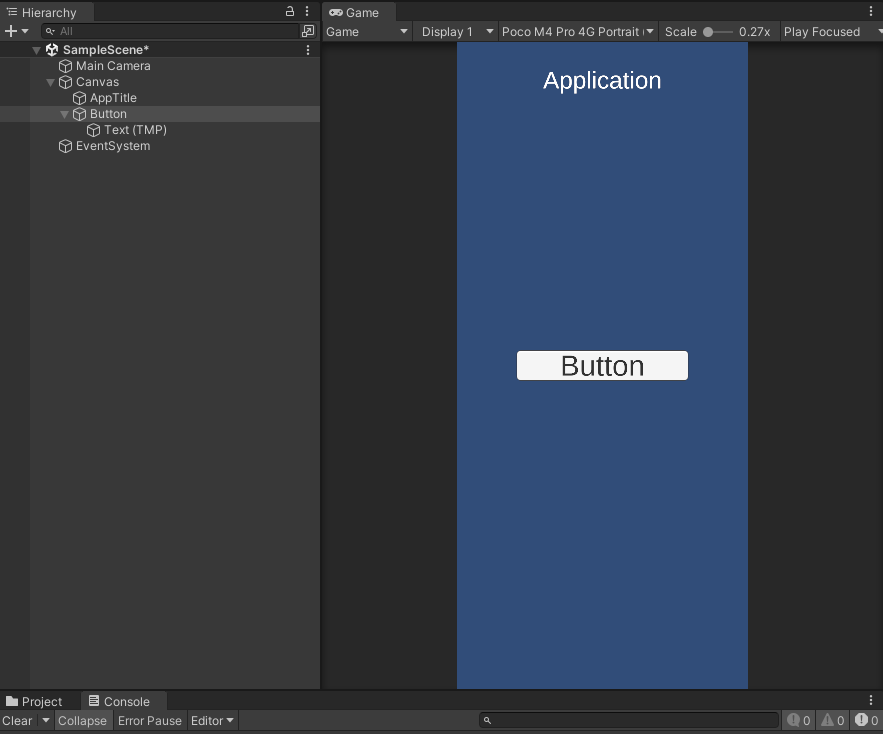 Hierarchy
All
SampleScene*
Main Camera
Canvas
AppTitle
Button
Text (TMP)
EventSystem
Game
Game Display 1 Poco M4 Pro 4G Portrait ( Scale 0.27x Play Focused
Application
Button
Project Console
Clear Collapse Error Pause Editor 0 0 0